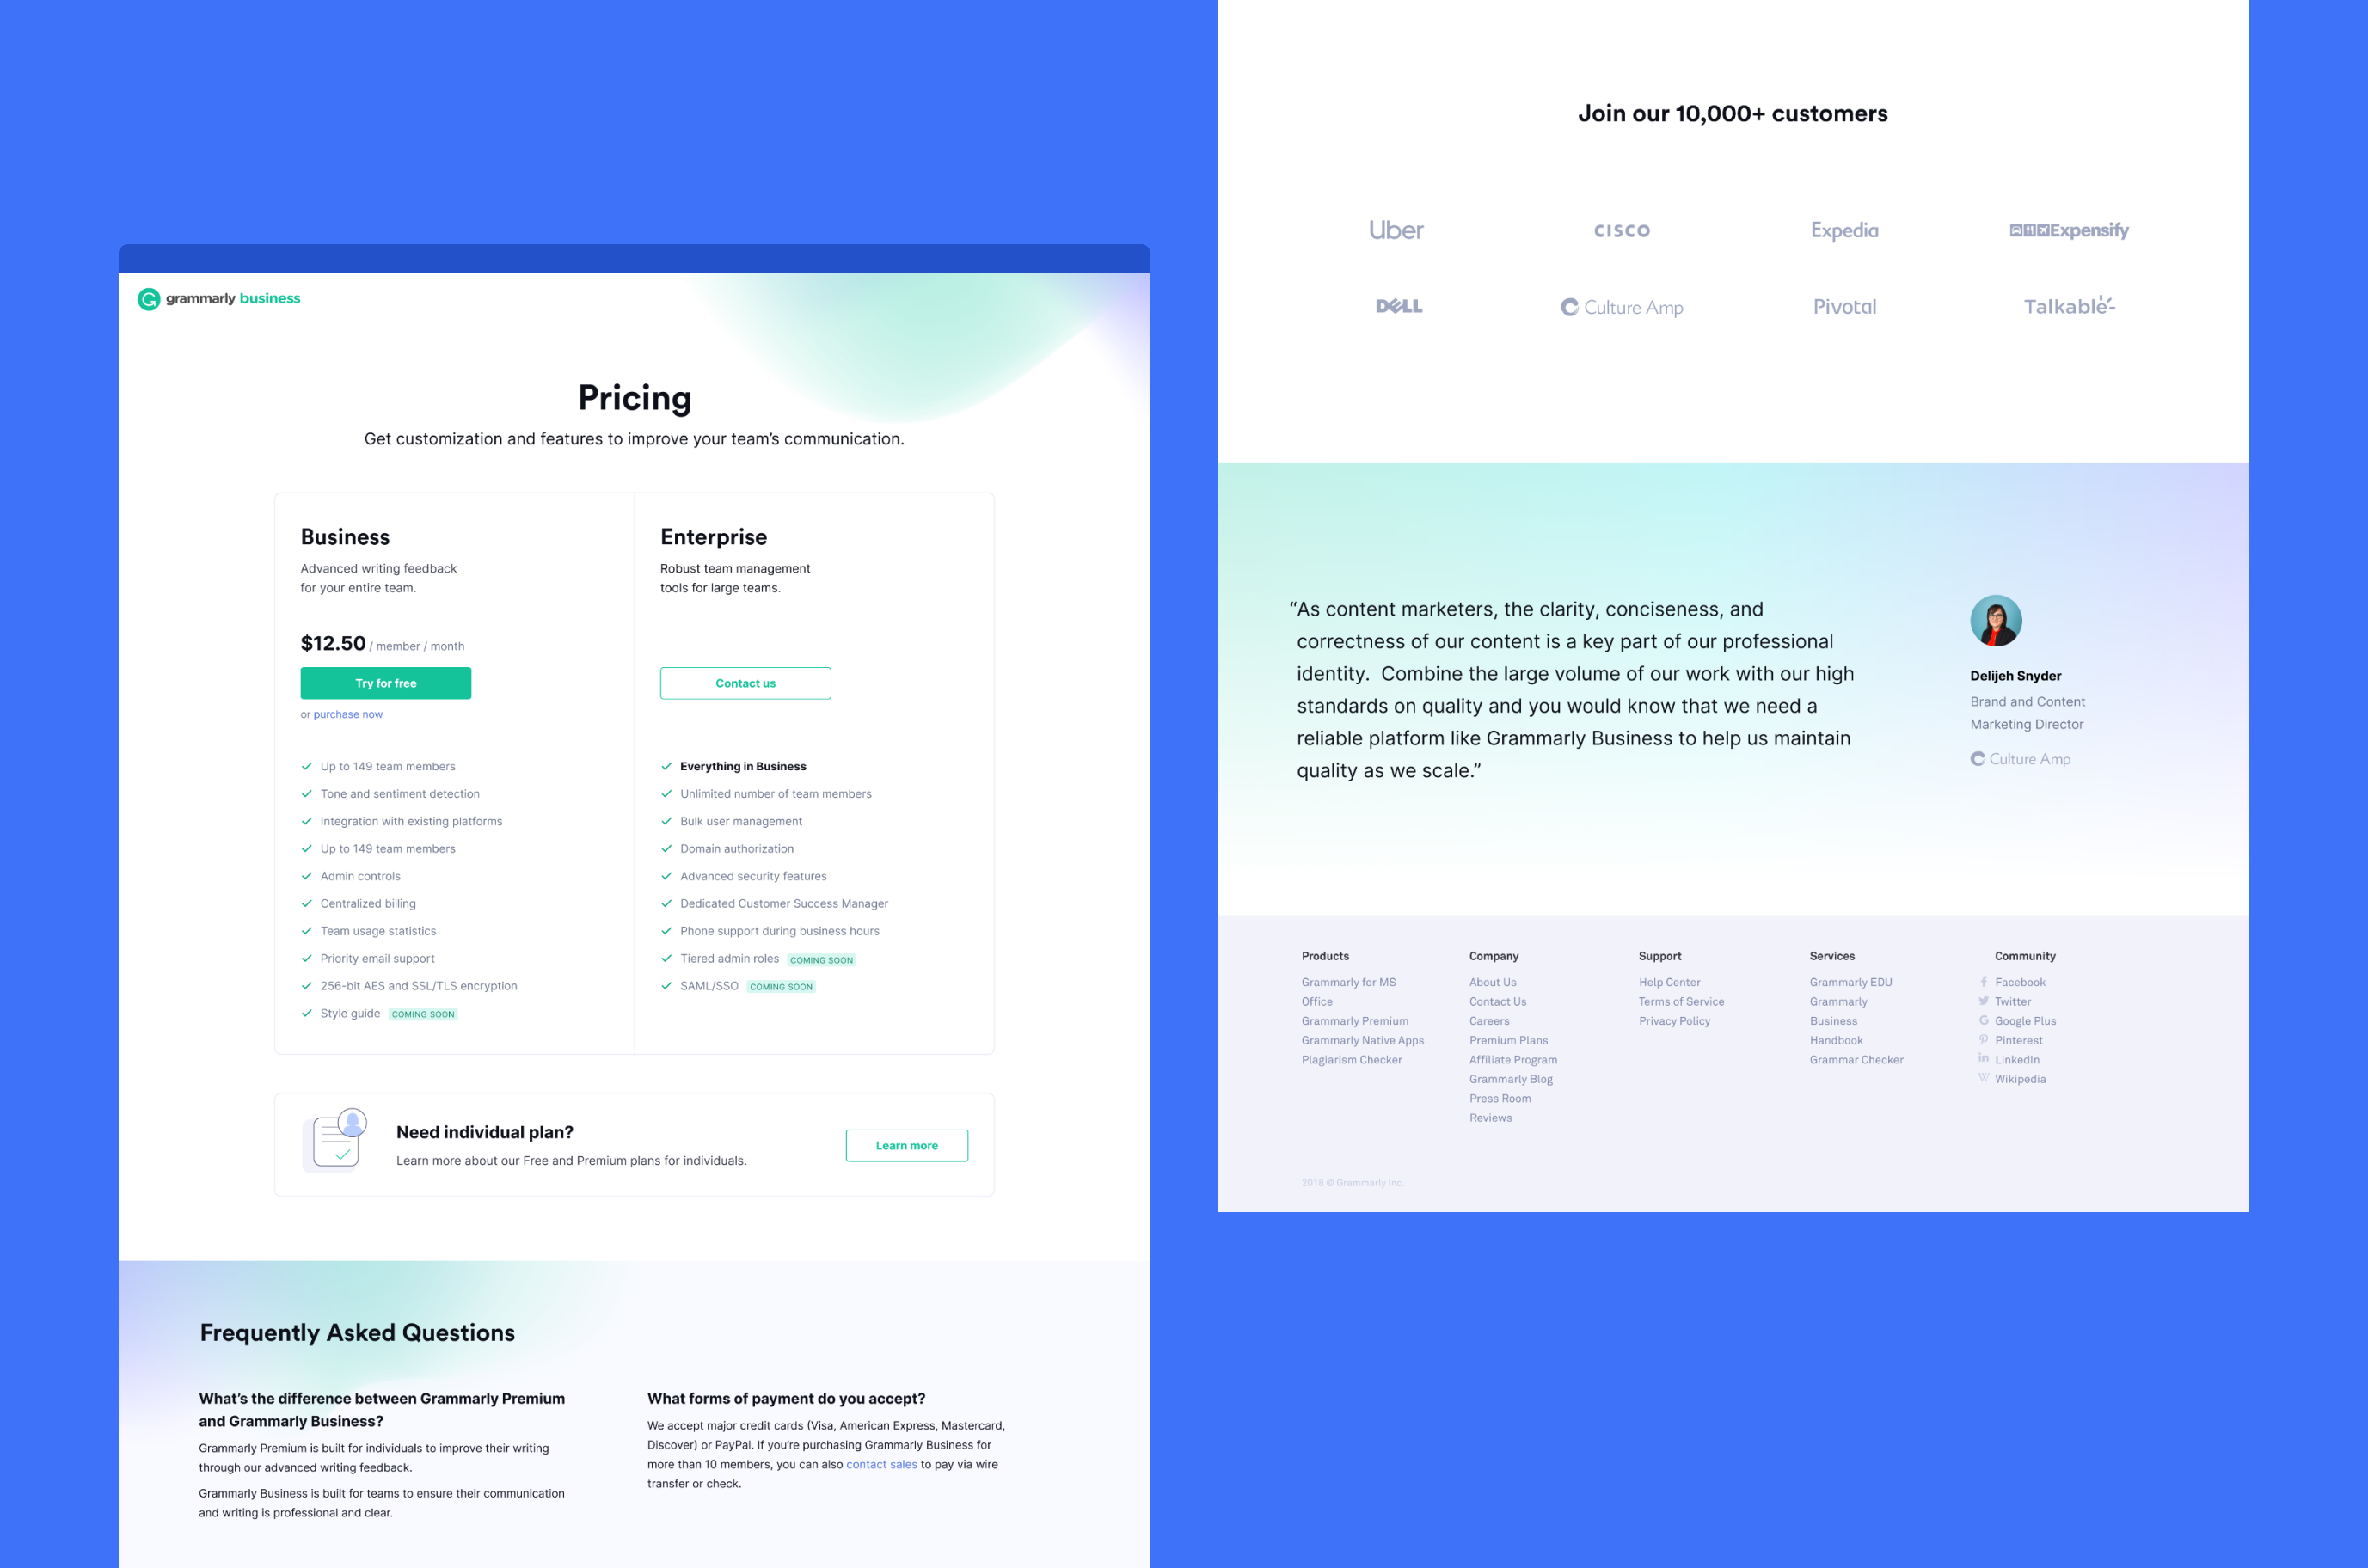 grammarly business
Pricing
Get customization and features to improve your team’s communication.
Business
Advanced writing feedback
for your entire team.
$12.50 / member / month
Try for free
or purchase now
Up to 149 team members
Tone and sentiment detection
Integration with existing platforms
Up to 149 team members
Admin controls
Centralized billing
Team usage statistics
Priority email support
256-bit AES and SSL/TLS encryption
Style guide COMING SOON
Enterprise
Robust team management
tools for large teams.
Contact us
Everything in Business
Unlimited number of team members
Bulk user management
Domain authorization
Advanced security features
Dedicated Customer Success Manager
Phone support during business hours
Tiered admin roles COMING SOON
SAML/SSO COMING SOON
Need individual plan?
Learn more about our Free and Premium plans for individuals.
Learn more
Frequently Asked Questions
What’s the difference between Grammarly Premium
and Grammarly Business?
Grammarly Premium is built for individuals to improve their writing
through our advanced writing feedback.
Grammarly Business is built for teams to ensure their communication
and writing is professional and clear.
What forms of payment do you accept?
We accept major credit cards (Visa, American Express, Mastercard,
Discover) or PayPal. If you’re purchasing Grammarly Business for
more than 10 members, you can also contact sales to pay via wire
transfer or check.
Join our 10,000+ customers
Uber
CISCO
Expedia
Expensify
DELL
Culture Amp
Pivotal
Talkable
“As content marketers, the clarity, conciseness, and
correctness of our content is a key part of our professional
identity.  Combine the large volume of our work with our high
standards on quality and you would know that we need a
reliable platform like Grammarly Business to help us maintain
quality as we scale.”
Delijeh Snyder
Brand and Content
Marketing Director
Culture Amp
Products
Grammarly for MS
Office
Grammarly Premium
Grammarly Native Apps
Plagiarism Checker
Company
About Us
Contact Us
Careers
Premium Plans
Affiliate Program
Grammarly Blog
Press Room
Reviews
Support
Help Center
Terms of Service
Privacy Policy
Services
Grammarly EDU
Grammarly
Business
Handbook
Grammar Checker
Community
Facebook
Twitter
Google Plus
Pinterest
LinkedIn
Wikipedia
2018 © Grammarly Inc.